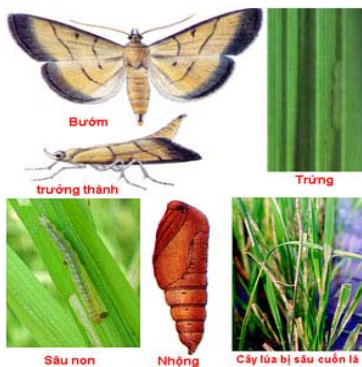 Bướm
trưởng thành
Trứng
Sâu non
Nhộng
Cây lúa bị sâu cuốn lá